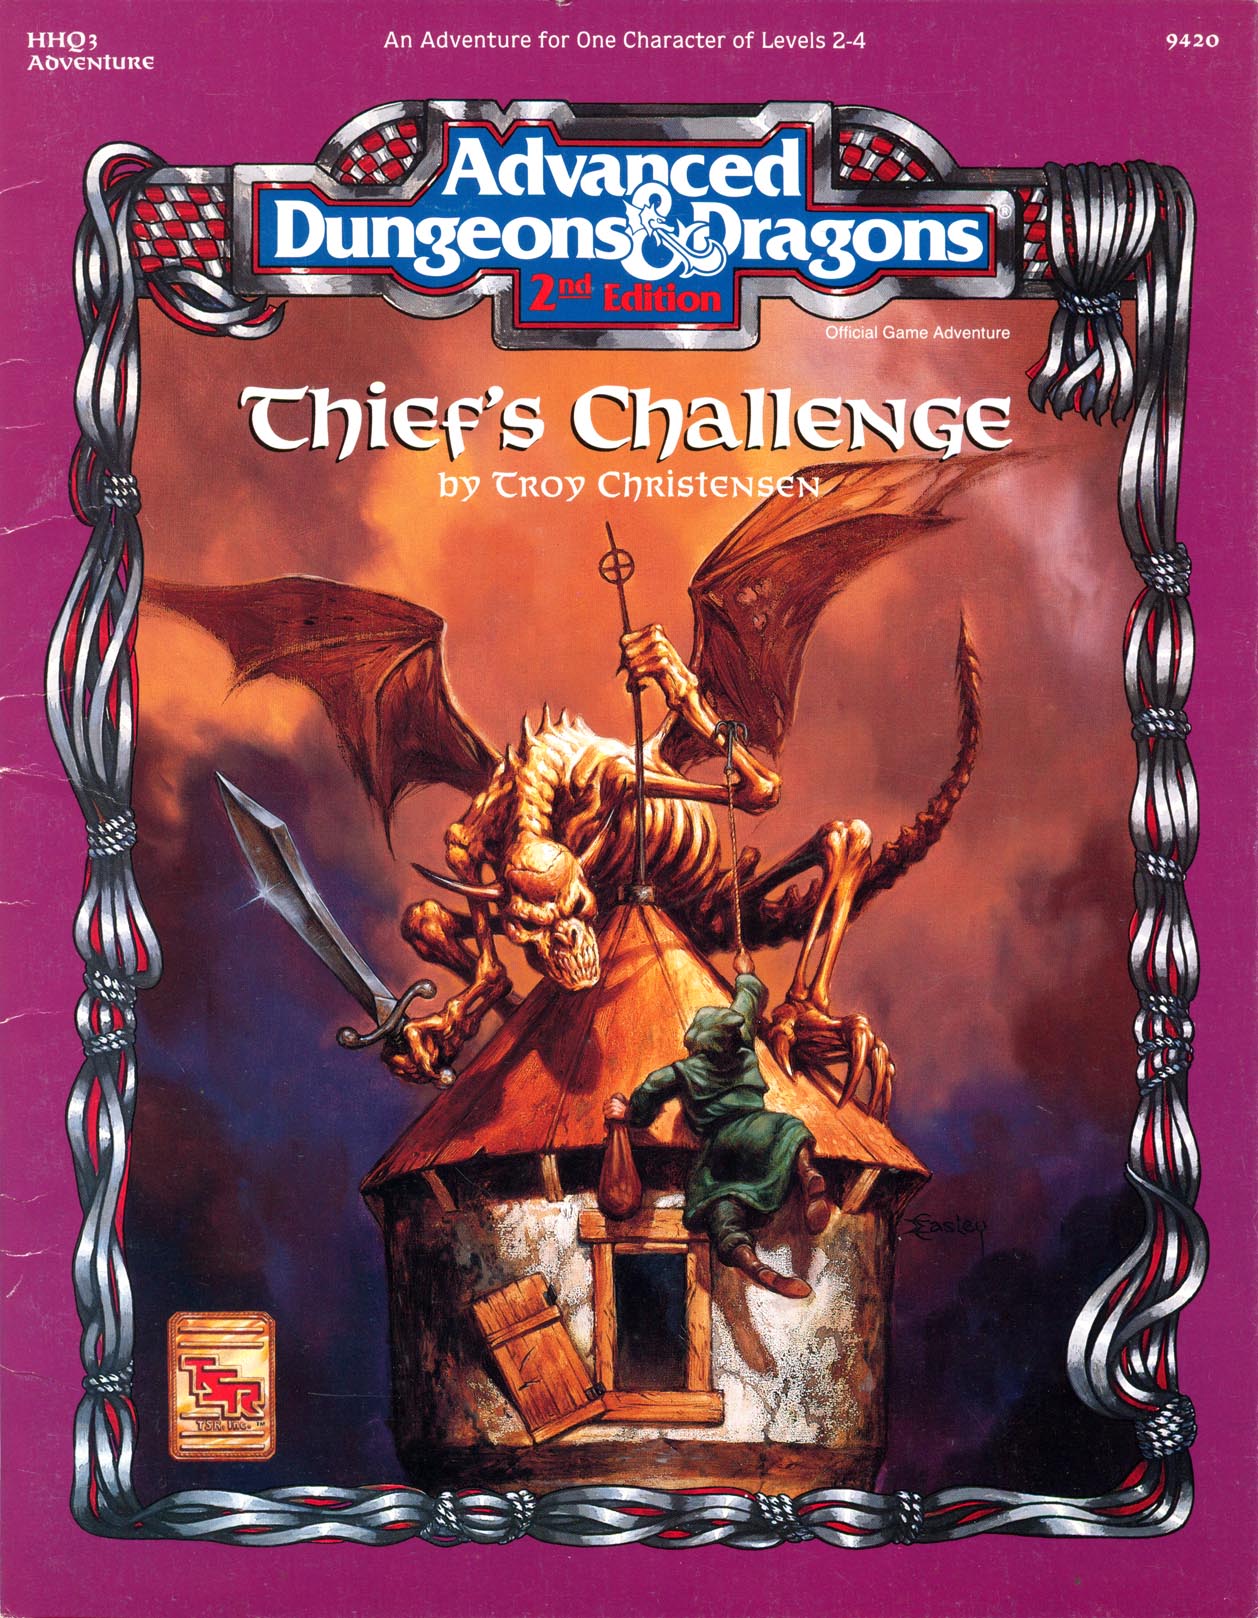 HHQ3
Adventure
An Adventure for One Character of Levels 2-4
9420
Advanced
Dungeons & Dragons®
2nd Edition
Official Game Adventure
Thief's Challenge
by Troy Christensen
Easley
TSR
TSR, Inc.™